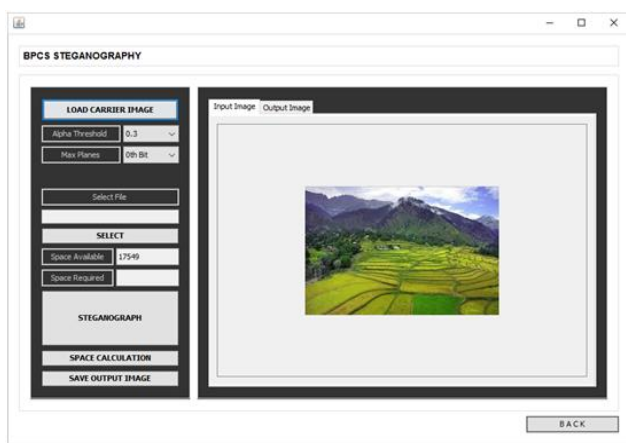 BPCS STEGANOGRAPHY
LOAD CARRIER IMAGE
Alpha Threshold 0.3
Max Planes 0th Bit
Select File
SELECT
Space Available 17549
Space Required
STEGANOGRAPH
SPACE CALCULATION
SAVE OUTPUT IMAGE
Input Image Output Image
BACK